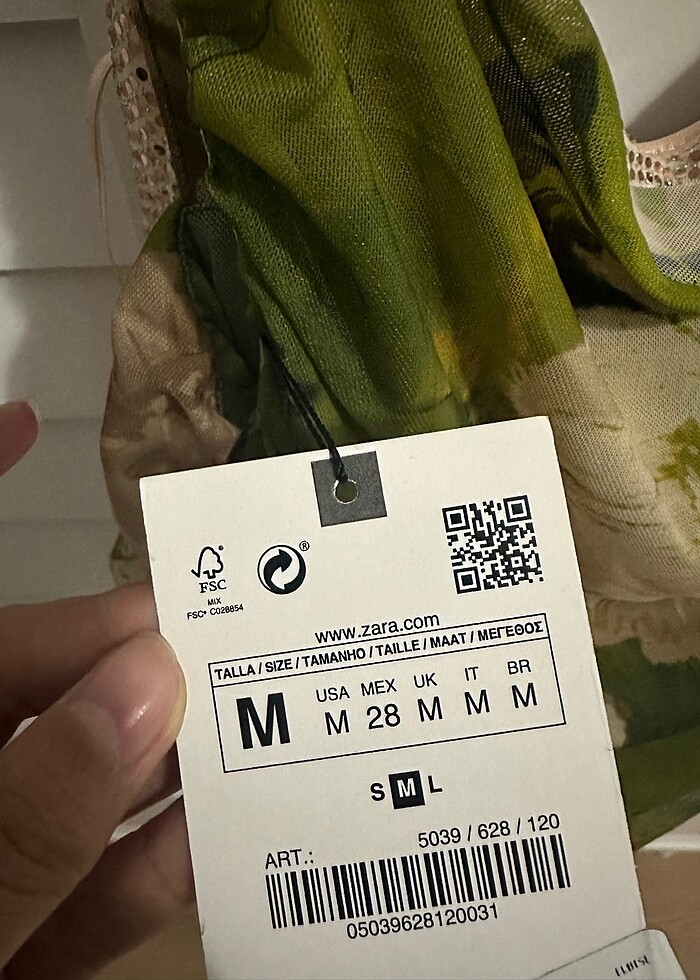 FSC
MIX
FSC® C028854
®
www.zara.com
TALLA / SIZE / TAMANHO / TAILLE / MAAT / ΜΕΓΕΘΟΣ
M
USA MEX UK IT BR
M 28 M M M
S M L
ART.: 5039 / 628 / 120
05039628120031